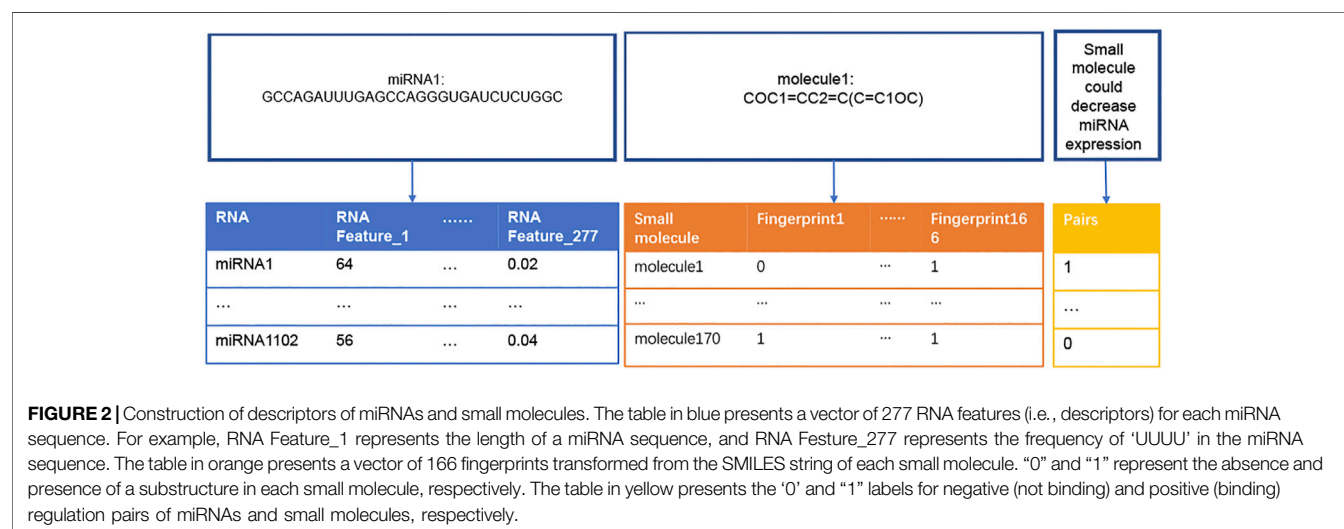 miRNA1:
GCCAGAUUUGAGCCAGGGUGAUCUCUGGC
molecule1:
COC1=CC2=C(C=C1OC)
Small
molecule
could
decrease
miRNA
expression
RNA RNA Feature_1 ...... RNA Feature_277
miRNA1 64 ... 0.02
... ... ... ...
miRNA1102 56 ... 0.04
Small molecule Fingerprint1 ...... Fingerprint166
molecule1 0 ... 1
... ... ... ...
molecule170 1 ... 1
Pairs
1
...
0
FIGURE 2 | Construction of descriptors of miRNAs and small molecules. The table in blue presents a vector of 277 RNA features (i.e., descriptors) for each miRNA
sequence. For example, RNA Feature_1 represents the length of a miRNA sequence, and RNA Festure_277 represents the frequency of 'UUUU' in the miRNA
sequence. The table in orange presents a vector of 166 fingerprints transformed from the SMILES string of each small molecule. "0" and "1" represent the absence and
presence of a substructure in each small molecule, respectively. The table in yellow presents the '0' and "1" labels for negative (not binding) and positive (binding)
regulation pairs of miRNAs and small molecules, respectively.